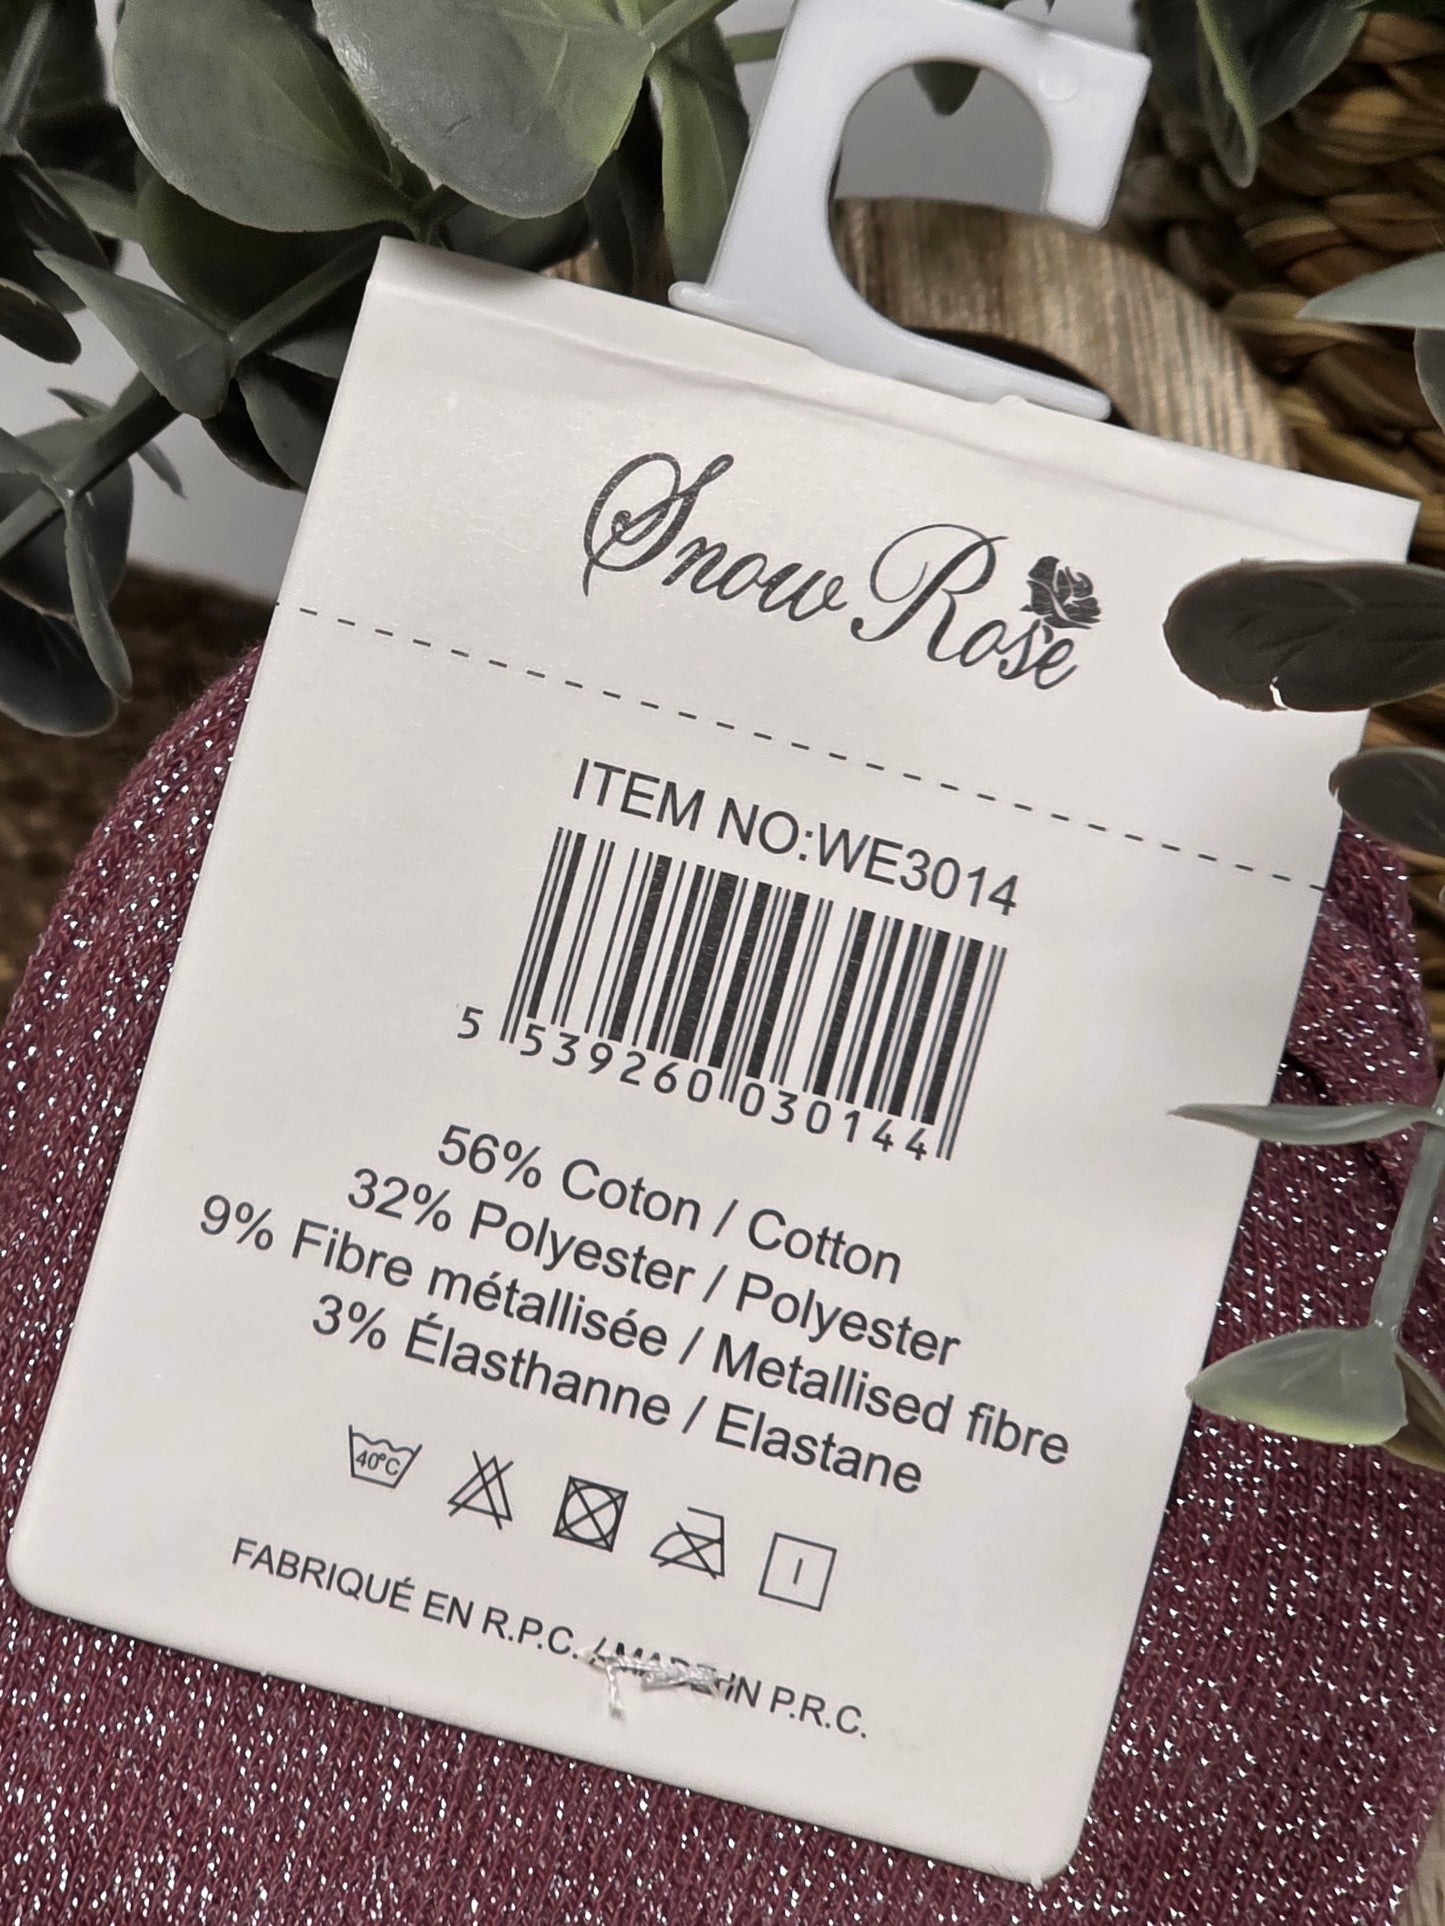 Snow Rose
ITEM NO:WE3014
5 539260 030144
56% Coton / Cotton
32% Polyester / Polyester
9% Fibre métallisée / Metallised fibre
3% Élasthanne / Elastane
40°C
FABRIQUÉ EN R.P.C. / MADE IN P.R.C.